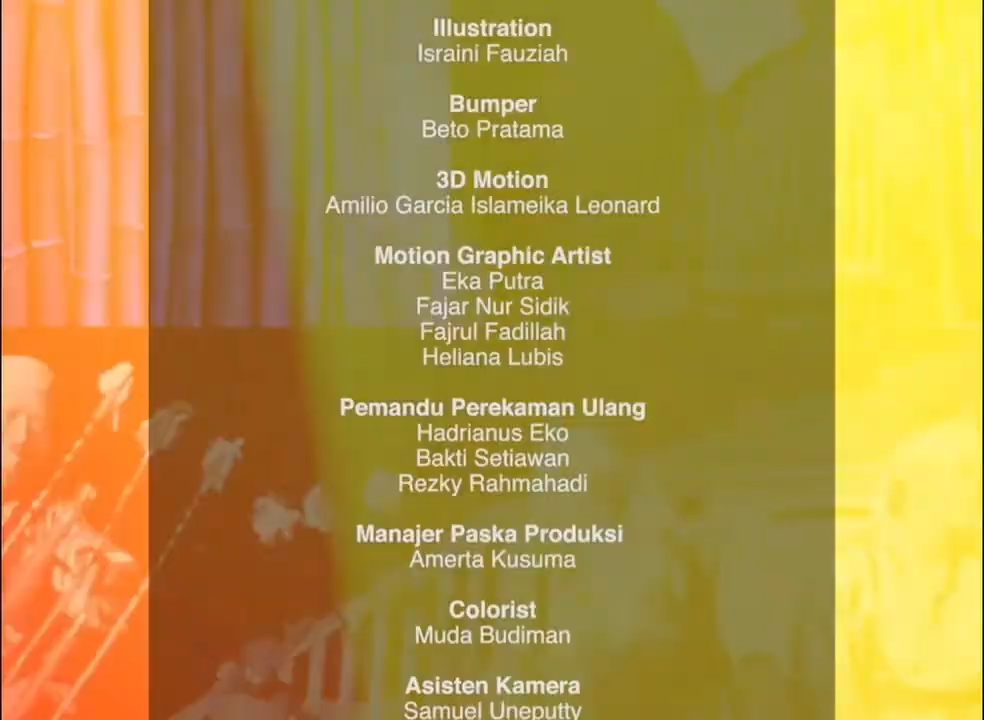 Illustration
Israini Fauziah
Bumper
Beto Pratama
3D Motion
Amilio Garcia Islameika Leonard
Motion Graphic Artist
Eka Putra
Fajar Nur Sidik
Fajrul Fadillah
Heliana Lubis
Pemandu Perekaman Ulang
Hadrianus Eko
Bakti Setiawan
Rezky Rahmahadi
Manajer Paska Produksi
Amerta Kusuma
Colorist
Muda Budiman
Asisten Kamera
Samuel Uneputty